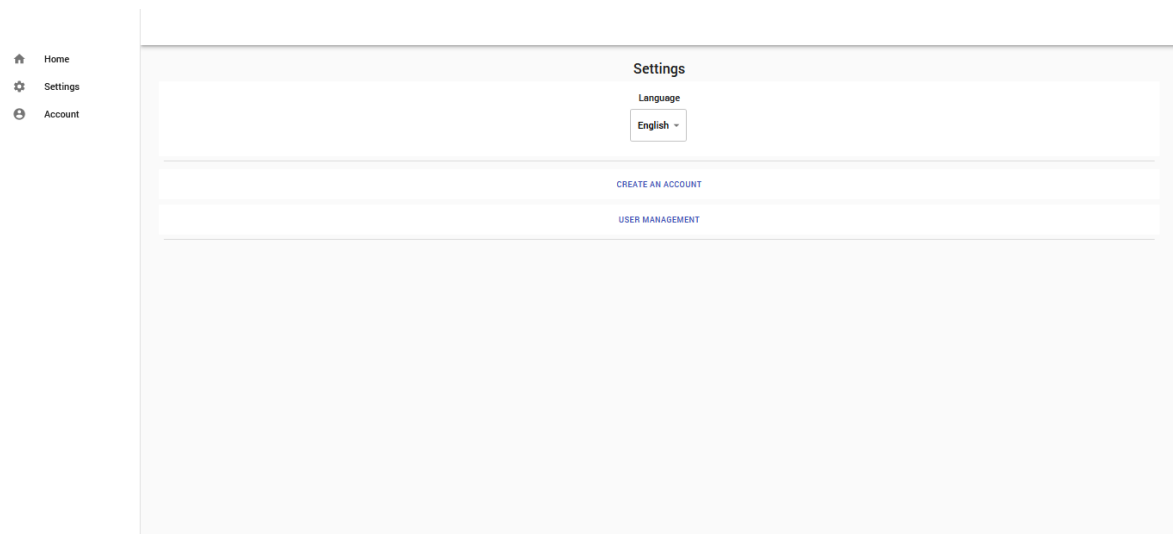 Home
Settings
Account
Settings
Language
English
CREATE AN ACCOUNT
USER MANAGEMENT